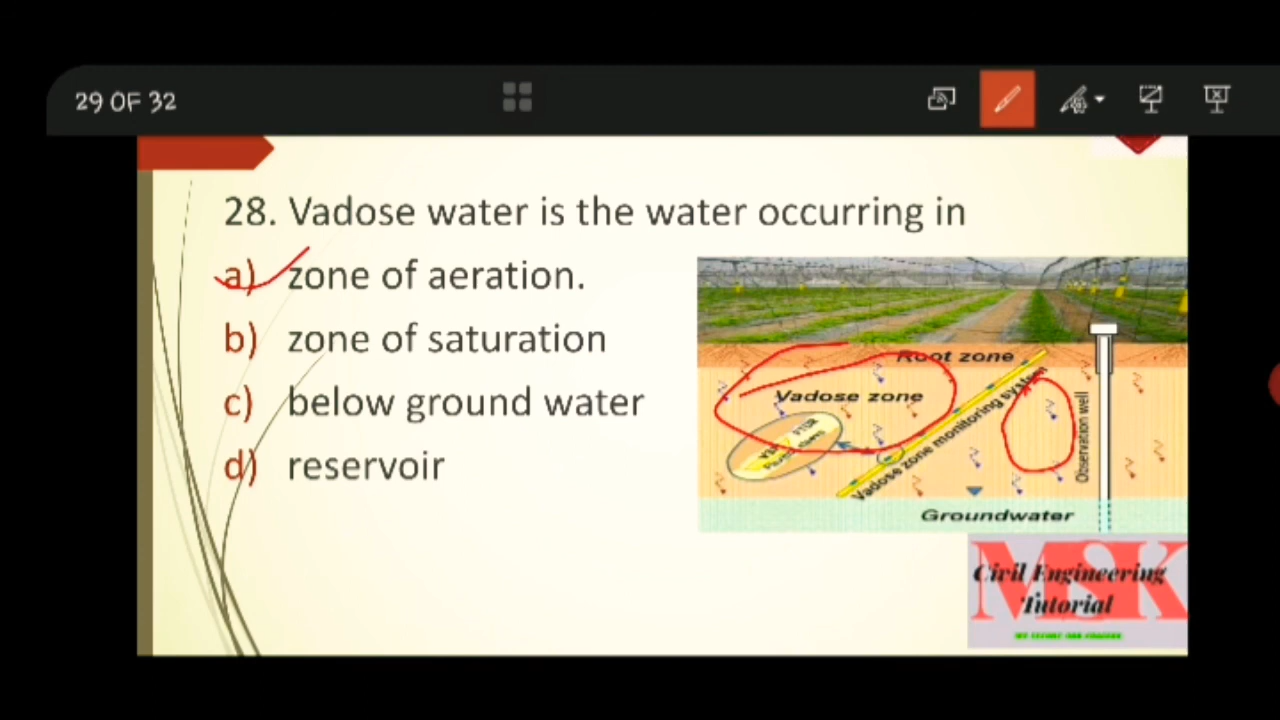 29 OF 32
28. Vadose water is the water occurring in
a) zone of aeration.
b) zone of saturation
c) below ground water
d) reservoir
Root zone
Vadose zone
Vadose zone monitoring system
Observation well
Groundwater
MSK
Civil Engineering
Tutorial